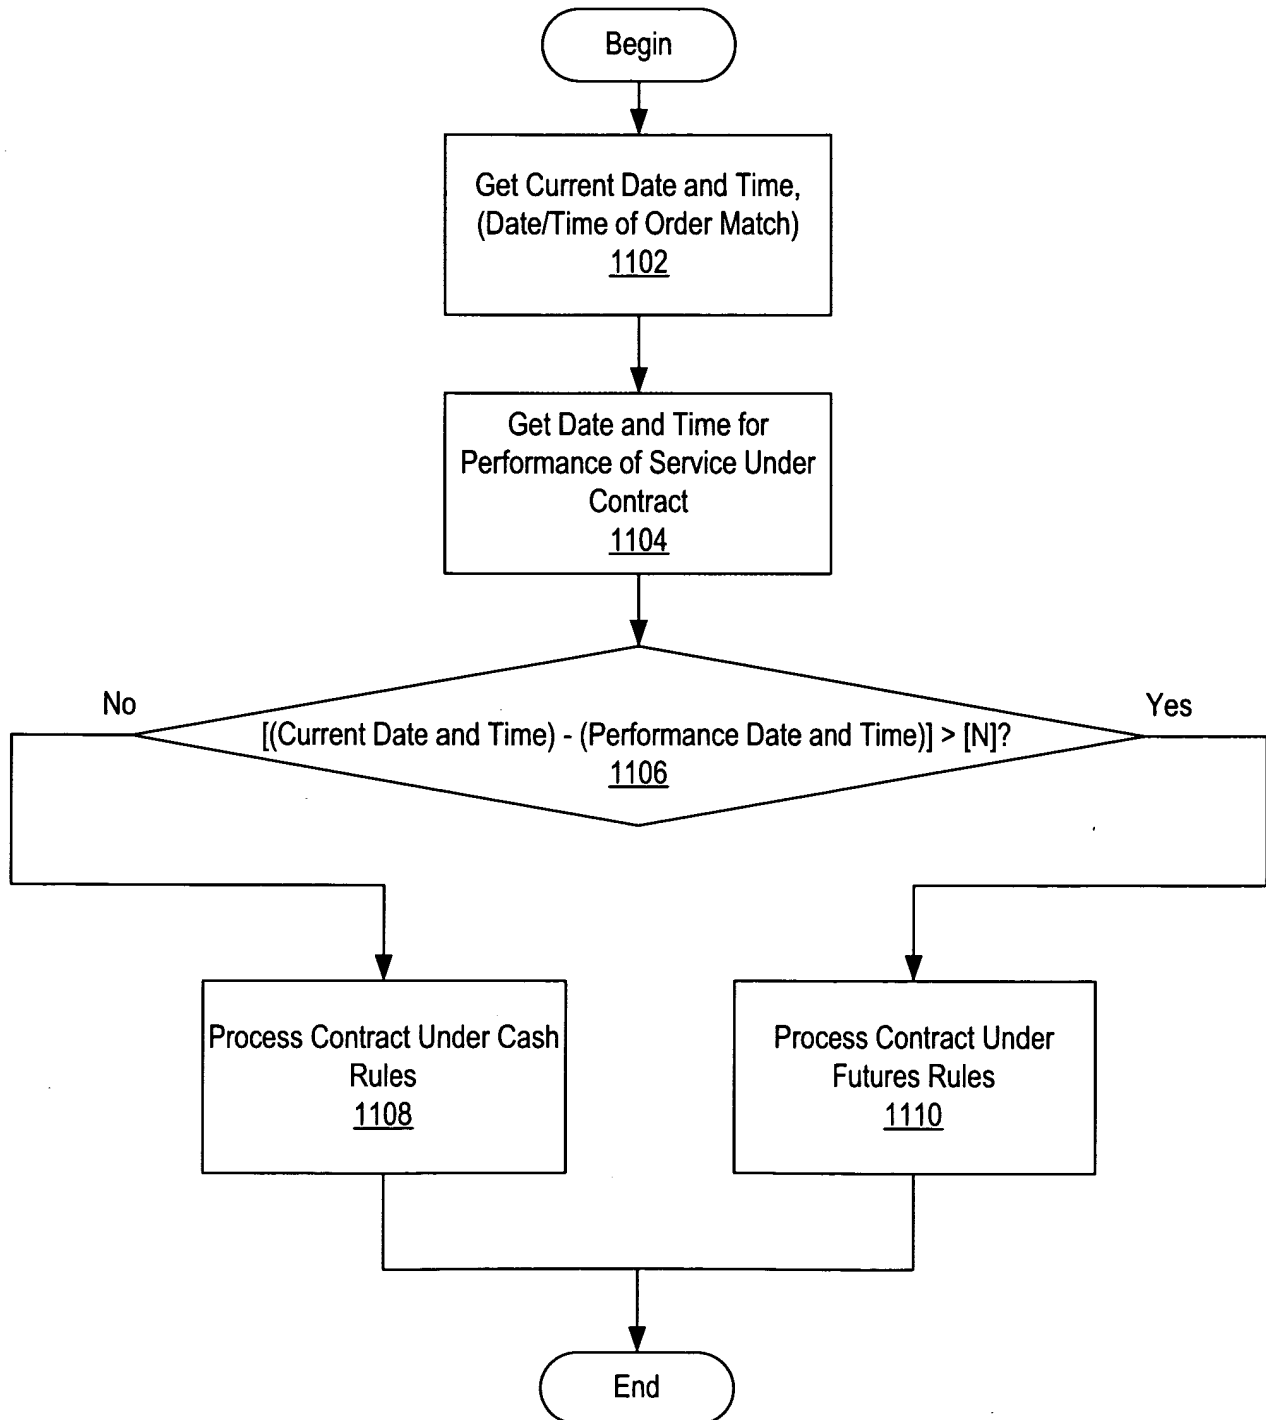 Begin
Get Current Date and Time,
(Date/Time of Order Match)
1102
Get Date and Time for
Performance of Service Under
Contract
1104
No
Yes
[(Current Date and Time) - (Performance Date and Time)] > [N]?
1106
Process Contract Under Cash
Rules
1108
Process Contract Under
Futures Rules
1110
End